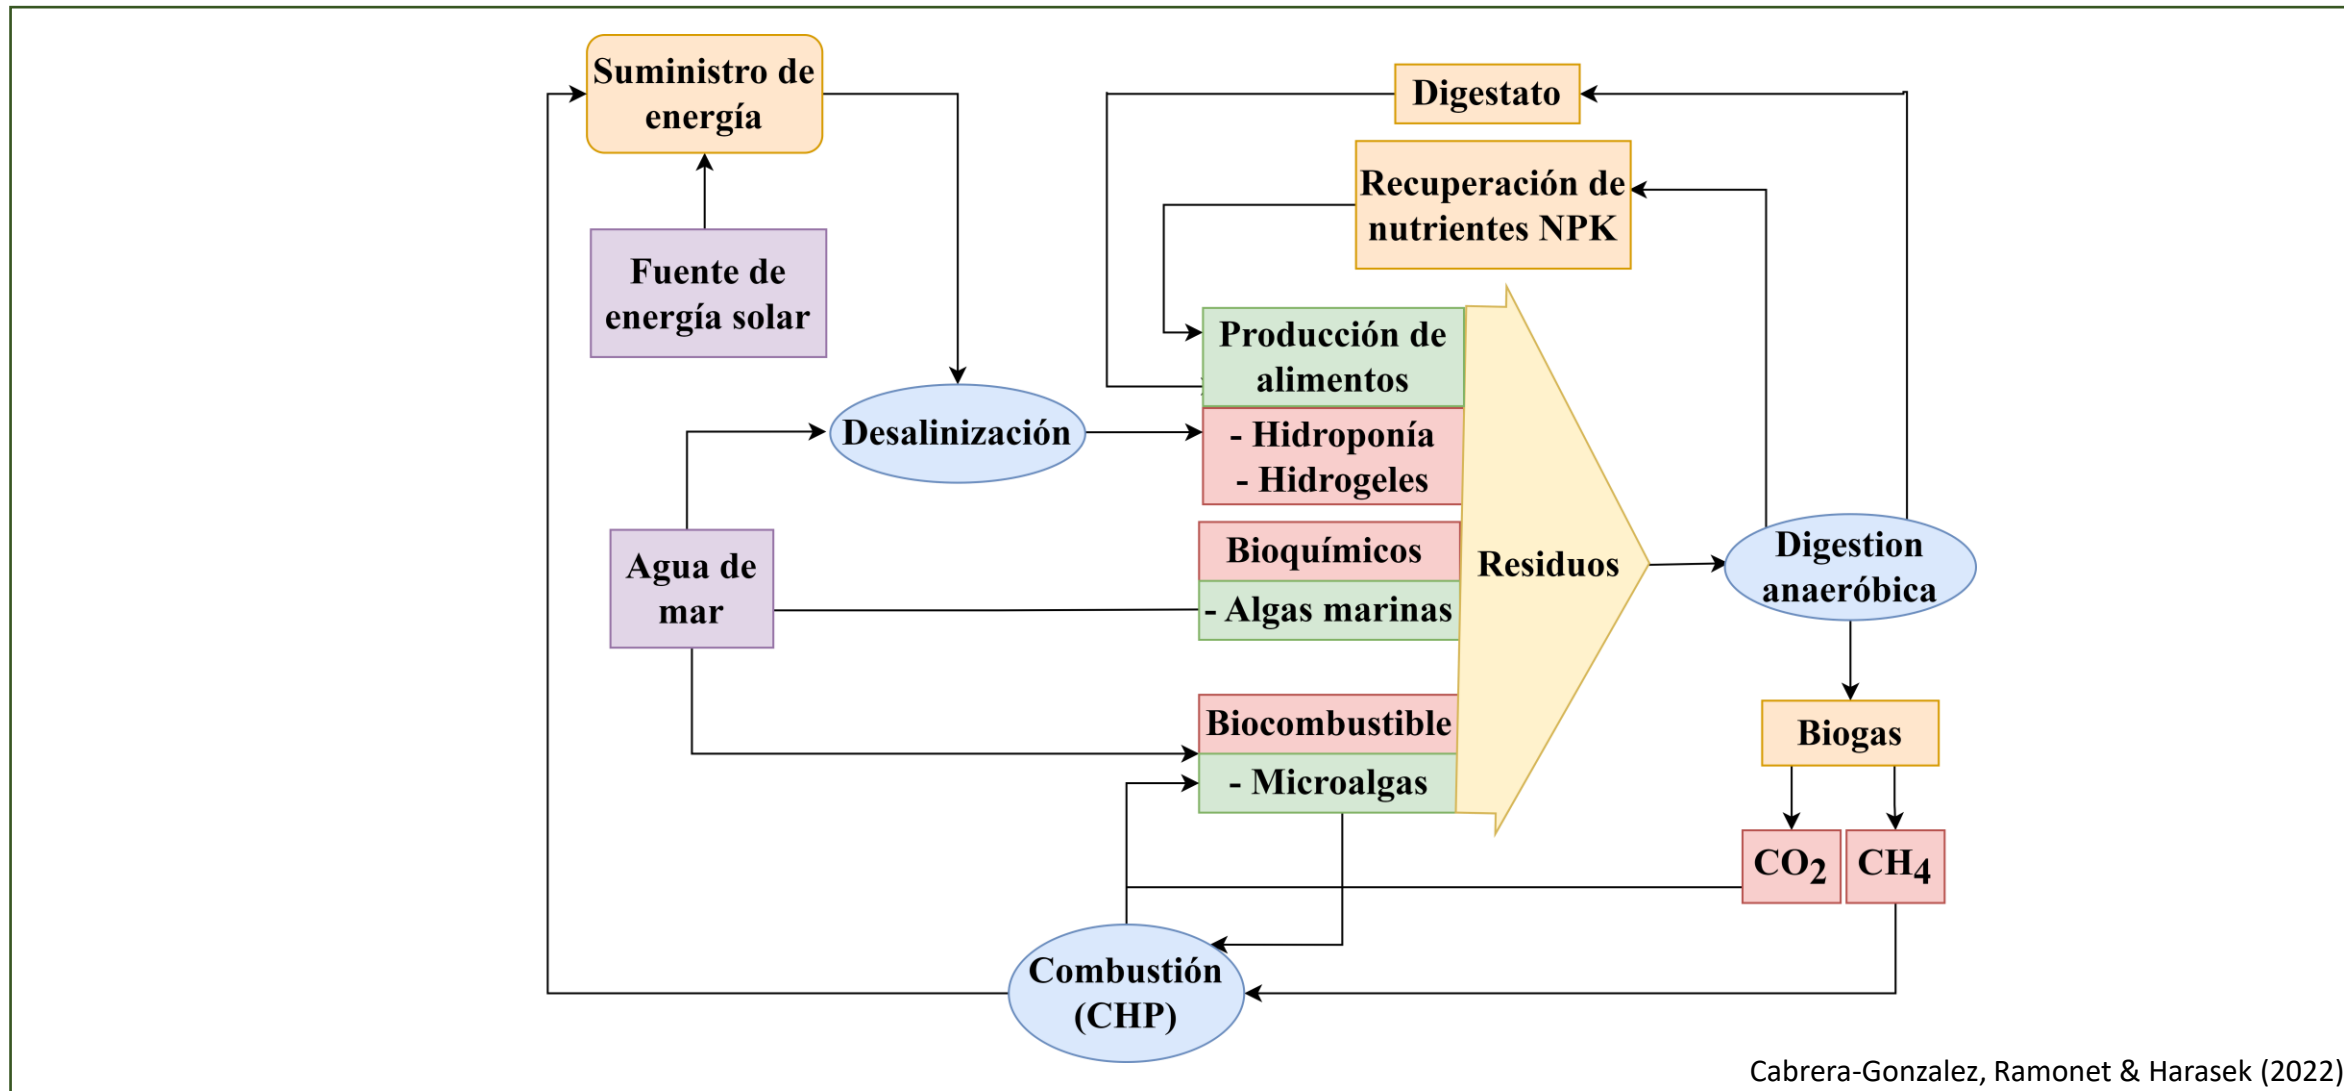 Suministro de
energía
Digestato
Recuperación de
nutrientes NPK
Fuente de
energía solar
Producción de
alimentos
Desalinización
- Hidroponía
- Hidrogeles
Agua de
mar
Bioquímicos
- Algas marinas
Residuos
Digestion
anaeróbica
Biocombustible
- Microalgas
Biogas
CO2
CH4
Combustión
(CHP)
Cabrera-Gonzalez, Ramonet & Harasek (2022)